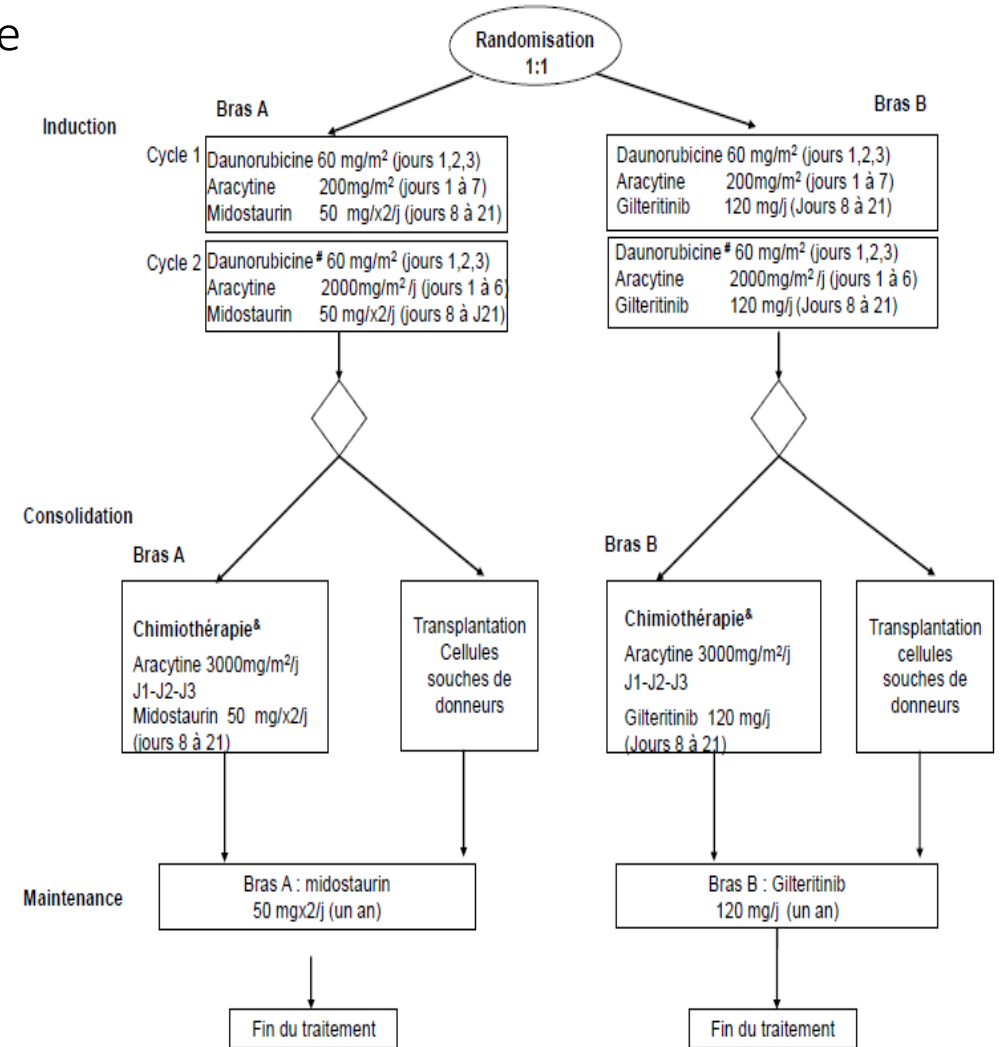 e
Randomisation
1:1
Bras A
Bras B
Induction
Cycle 1
Daunorubicine 60 mg/m² (jours 1,2,3)
Aracytine 200mg/m² (jours 1 à 7)
Midostaurin 50 mg/x2/j (jours 8 à 21)
Daunorubicine 60 mg/m² (jours 1,2,3)
Aracytine 200mg/m² (jours 1 à 7)
Gilteritinib 120 mg/j (Jours 8 à 21)
Cycle 2
Daunorubicine # 60 mg/m² (jours 1,2,3)
Aracytine 2000mg/m² /j (jours 1 à 6)
Midostaurin 50 mg/x2/j (jours 8 à J21)
Daunorubicine # 60 mg/m² (jours 1,2,3)
Aracytine 2000mg/m²/j (jours 1 à 6)
Gilteritinib 120 mg/j (Jours 8 à 21)
Consolidation
Bras A
Bras B
Chimiothérapie&
Aracytine 3000mg/m²/j
J1-J2-J3
Midostaurin 50 mg/x2/j
(jours 8 à 21)
Transplantation
Cellules
souches de
donneurs
Chimiothérapie&
Aracytine 3000mg/m²/j
J1-J2-J3
Gilteritinib 120 mg/j
(Jours 8 à 21)
Transplantation
cellules
souches de
donneurs
Maintenance
Bras A : midostaurin
50 mgx2/j (un an)
Bras B : Gilteritinib
120 mg/j (un an)
Fin du traitement
Fin du traitement